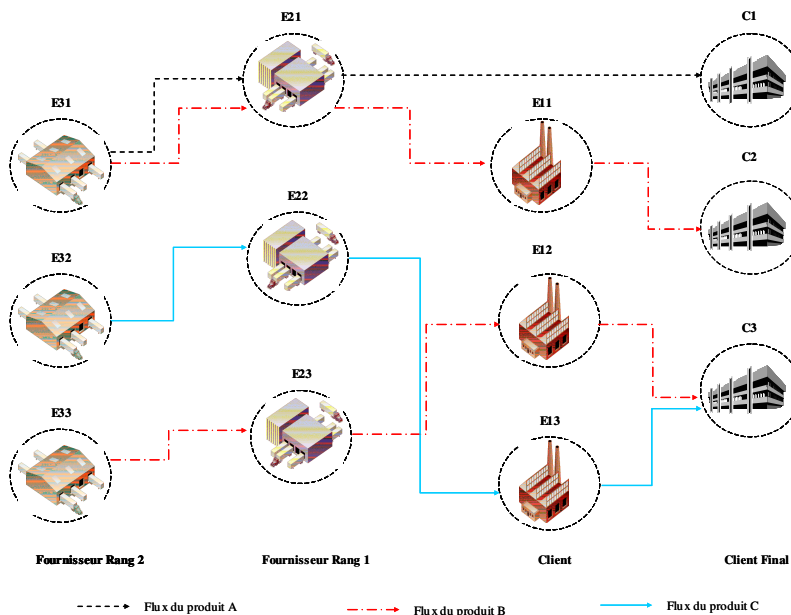 E21
C1
E31
E11
C2
E22
E32
E12
C3
E23
E33
E13
Fournisseur Rang 2
Fournisseur Rang 1
Client
Client Final
Flux du produit A
Flux du produit B
Flux du produit C